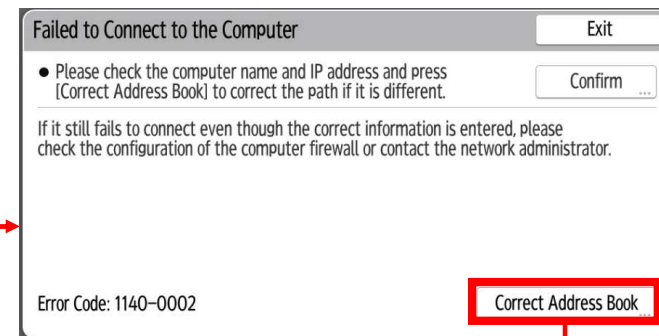 Failed to Connect to the Computer
Exit
● Please check the computer name and IP address and press
[Correct Address Book] to correct the path if it is different.
Confirm ...
If it still fails to connect even though the correct information is entered, please
check the configuration of the computer firewall or contact the network administrator.
Error Code: 1140-0002
Correct Address Book ...